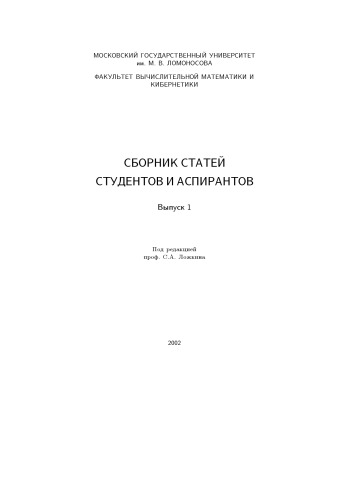 МОСКОВСКИЙ ГОСУДАРСТВЕННЫЙ УНИВЕРСИТЕТ
им. М. В. ЛОМОНОСОВА
ФАКУЛЬТЕТ ВЫЧИСЛИТЕЛЬНОЙ МАТЕМАТИКИ И
КИБЕРНЕТИКИ
СБОРНИК СТАТЕЙ
СТУДЕНТОВ И АСПИРАНТОВ
Выпуск 1
Под редакцией
проф. С.А. Ложкина
2002